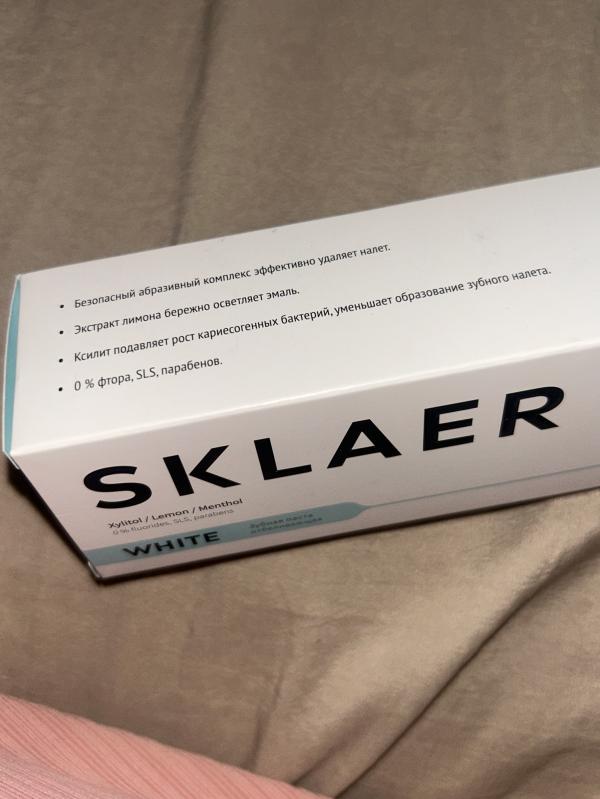 • Безопасный абразивный комплекс эффективно удаляет налет.
• Экстракт лимона бережно осветляет эмаль.
• Ксилит подавляет рост кариесогенных бактерий, уменьшает образование зубного налета.
• 0 % фтора, SLS, парабенов.
SKLAER
Xylitol / Lemon / Menthol
0 % fluorides, SLS, parabens
WHITE
Зубная паста
отбеливающая